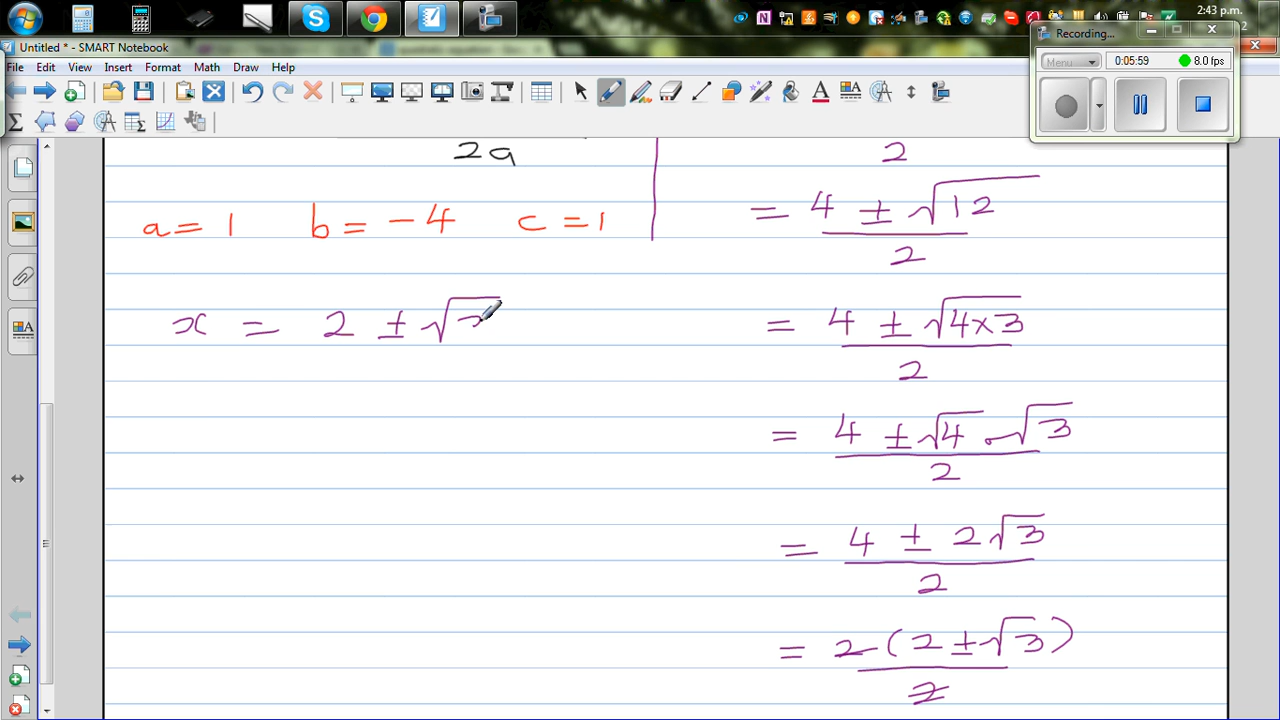 2:43 p.m.
Recording...
Untitled * - SMART Notebook
Menu
0:05:59
8.0 fps
File Edit View Insert Format Math Draw Help
2a
a = 1 b = -4 c = 1
x = 2 ± √
2
= 4 ± √12
2
= 4 ± √4×3
2
= 4 ± √4 . √3
2
= 4 ± 2√3
2
= 2(2 ± √3)
2